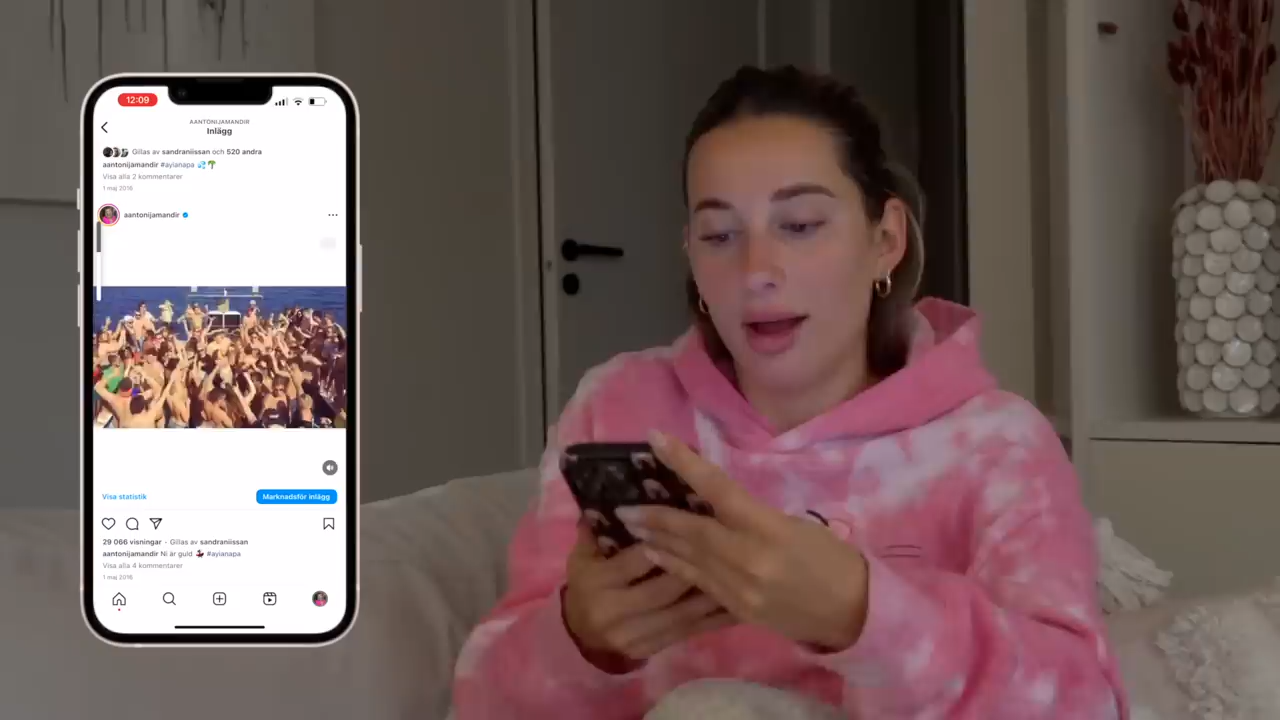 12:09
AANTONIJAMANDIR
Inlägg
Gillas av sandraniissan och 520 andra
aantonijamandir #ayianapa
Visa alla 2 kommentarer
1 maj 2016
aantonijamandir
Visa statistik
Marknadsför inlägg
29 066 visningar · Gillas av sandraniissan
aantonijamandir Ni är guld 💃 #ayianapa
Visa alla 4 kommentarer
1 maj 2016